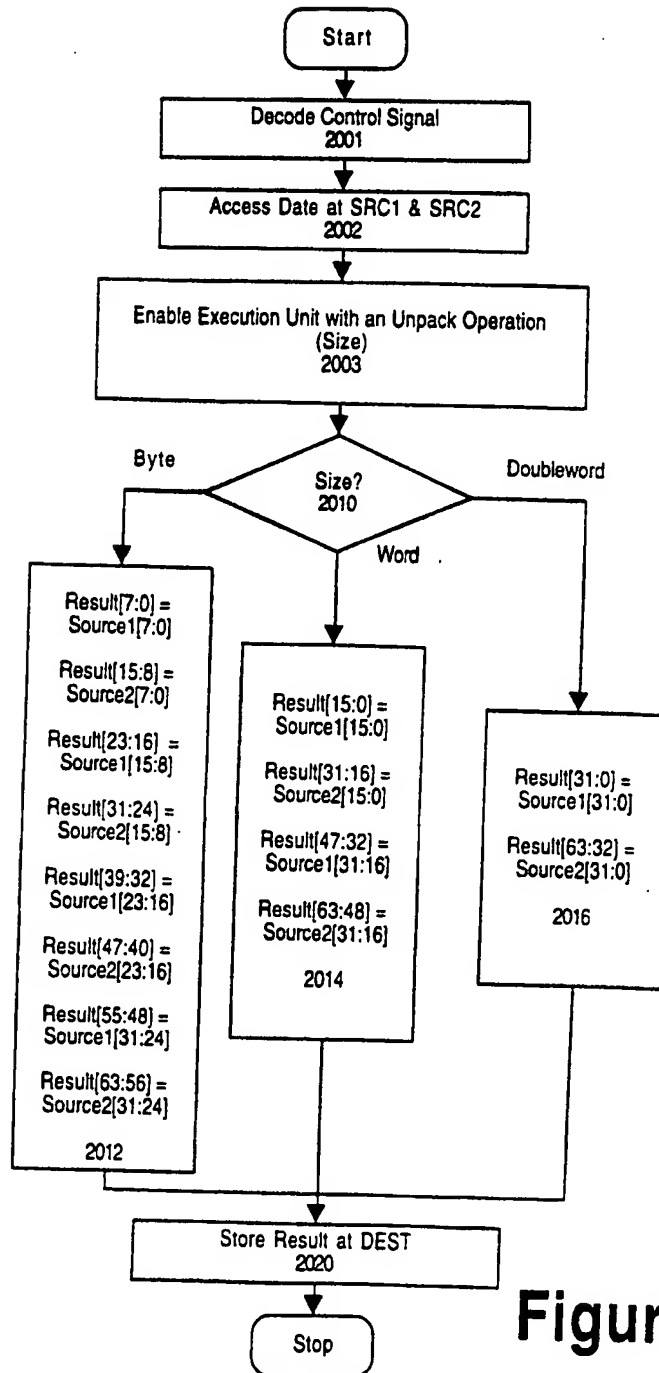 Start
Decode Control Signal
2001
Access Date at SRC1 & SRC2
2002
Enable Execution Unit with an Unpack Operation
(Size)
2003
Byte
Size?
2010
Doubleword
Word
Result[7:0] =
Source1[7:0]
Result[15:8] =
Source2[7:0]
Result[23:16] =
Source1[15:8]
Result[31:24] =
Source2[15:8]
Result[39:32] =
Source1[23:16]
Result[47:40] =
Source2[23:16]
Result[55:48] =
Source1[31:24]
Result[63:56] =
Source2[31:24]
2012
Result[15:0] =
Source1[15:0]
Result[31:16] =
Source2[15:0]
Result[47:32] =
Source1[31:16]
Result[63:48] =
Source2[31:16]
2014
Result[31:0] =
Source1[31:0]
Result[63:32] =
Source2[31:0]
2016
Store Result at DEST
2020
Stop
Figur